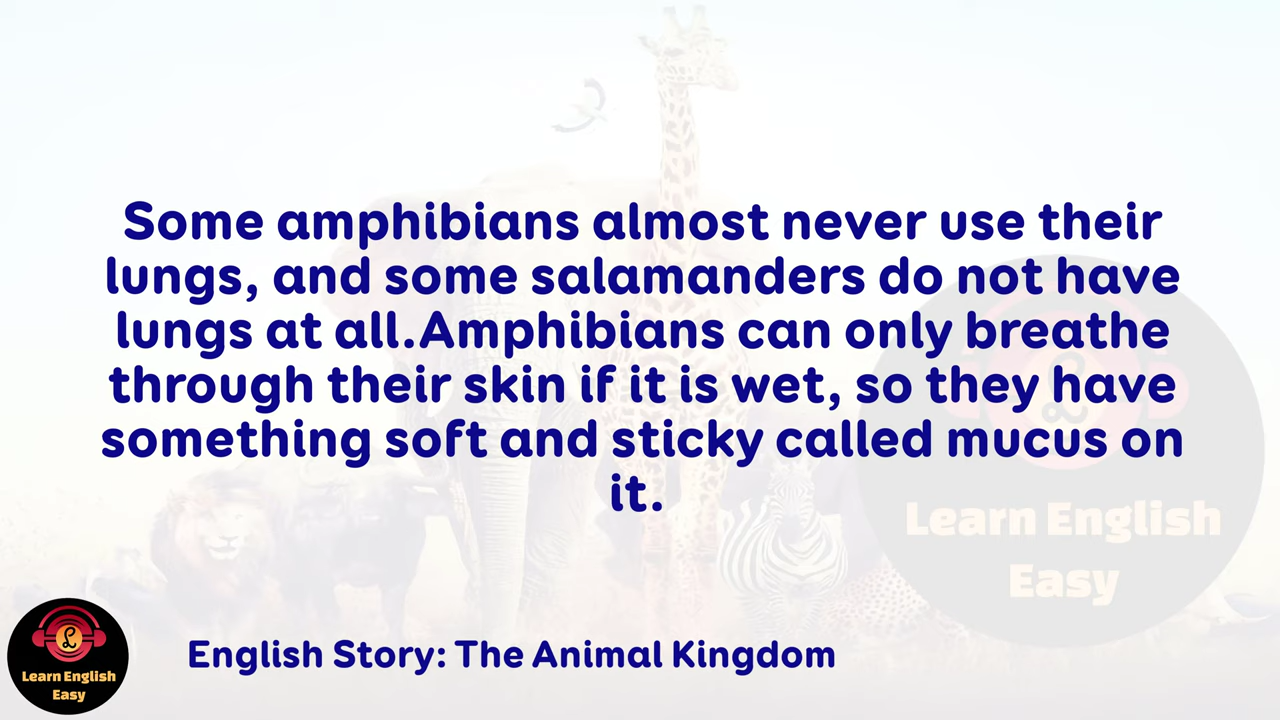 Some amphibians almost never use their
lungs, and some salamanders do not have
lungs at all.Amphibians can only breathe
through their skin if it is wet, so they have
something soft and sticky called mucus on
it.
Learn English
Easy
English Story: The Animal Kingdom
Learn English
Easy